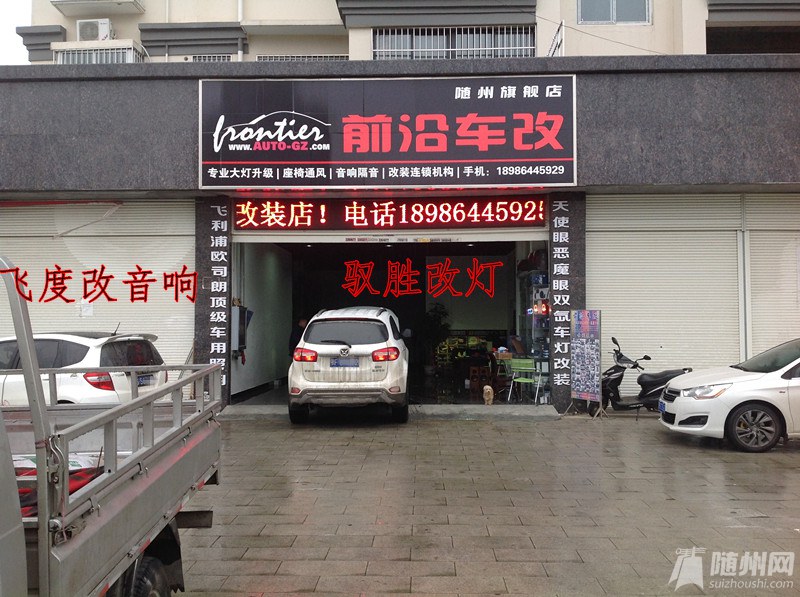 随州旗舰店
frontier
www.AUTO-GZ.com
前沿车改
专业大灯升级 | 座椅通风 | 音响隔音 | 改装连锁机构 | 手机：18986445929
改装店！电话1898644592
飞利浦欧司朗顶级车用照明
天使眼恶魔眼双氙车灯改装
飞度改音响
驭胜改灯
随州网
suizhoushi.com